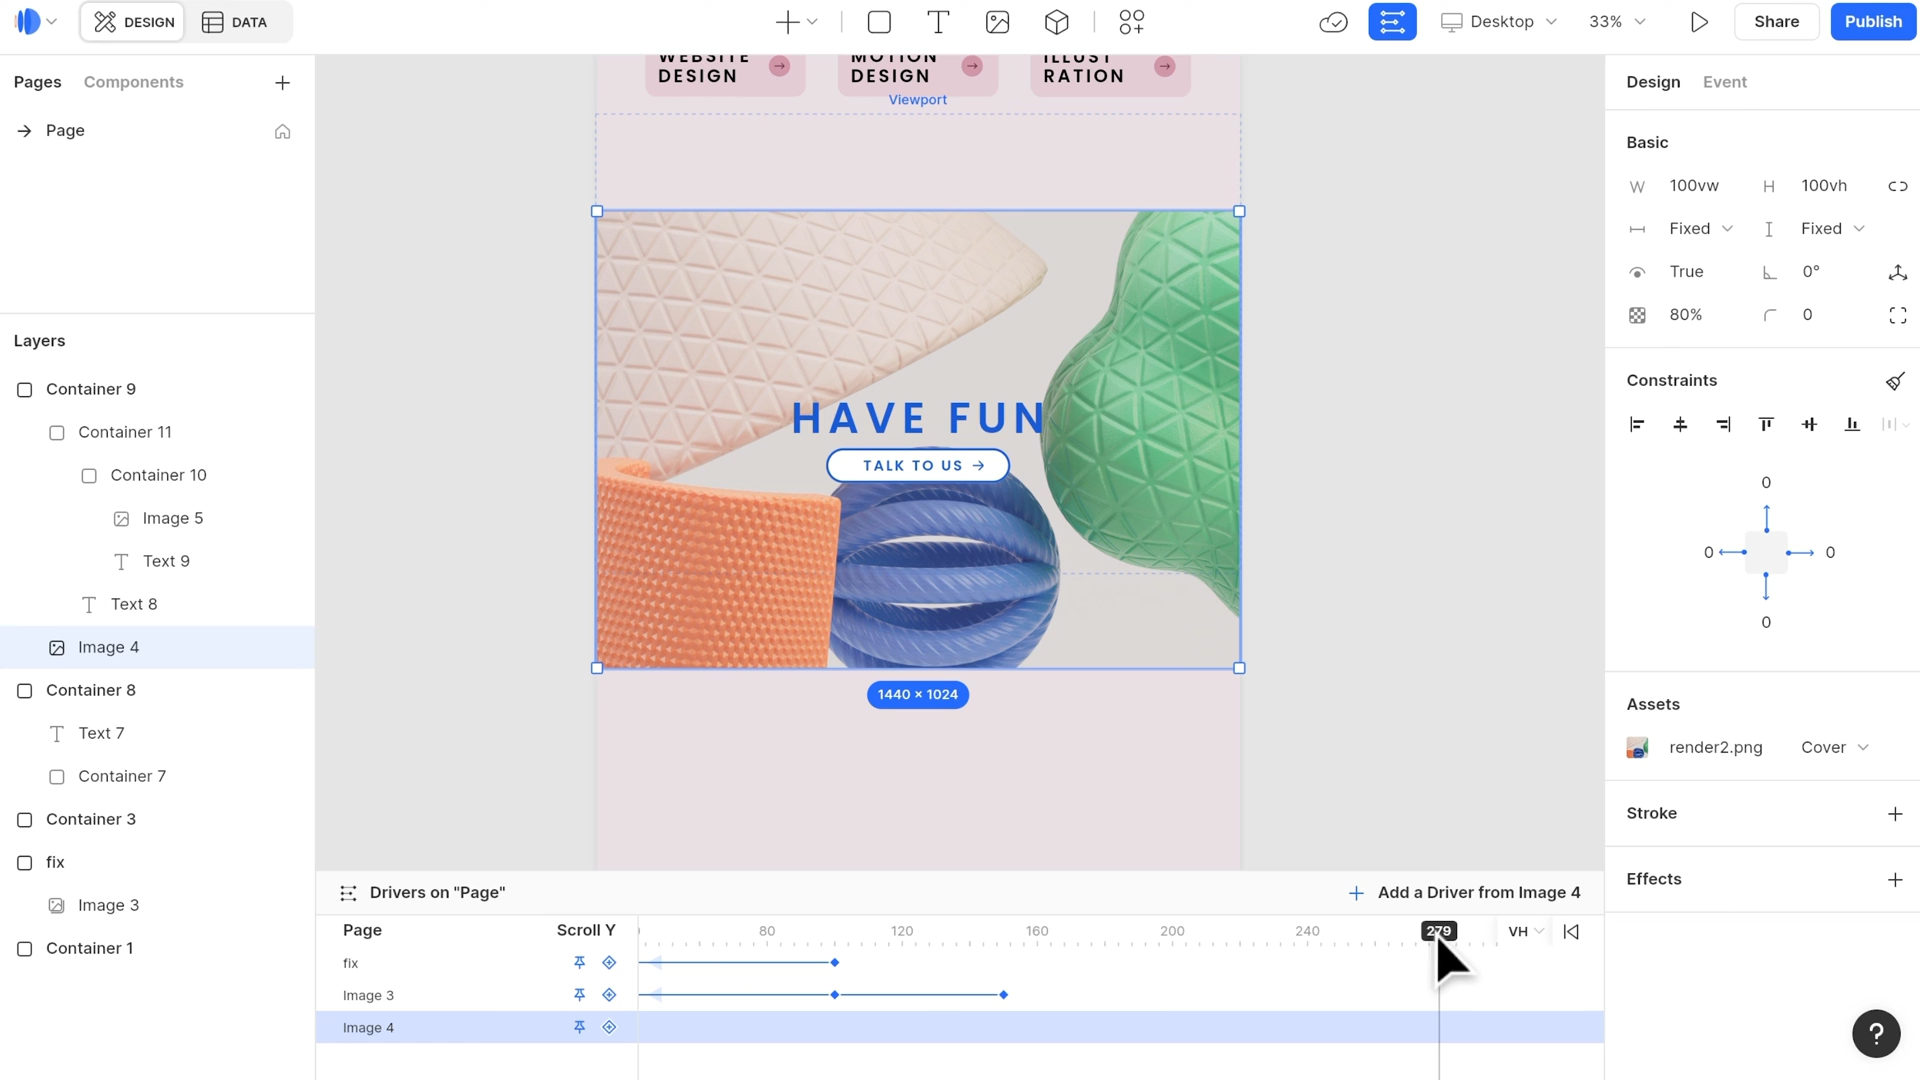 DESIGN
DATA
Desktop
33%
Share
Publish
Pages
Components
Page
Layers
Container 9
Container 11
Container 10
Image 5
Text 9
Text 8
Image 4
Container 8
Text 7
Container 7
Container 3
fix
Image 3
Container 1
WEBSITE
DESIGN
MOTION
DESIGN
ILLUST
RATION
Viewport
HAVE FUN
TALK TO US →
1440 × 1024
Drivers on "Page"
Add a Driver from Image 4
Page
Scroll Y
80
120
160
200
240
279
VH
fix
Image 3
Image 4
Design
Event
Basic
W 100vw
H 100vh
Fixed
Fixed
True
0°
80%
0
Constraints
0
0
0
0
Assets
render2.png
Cover
Stroke
Effects
?